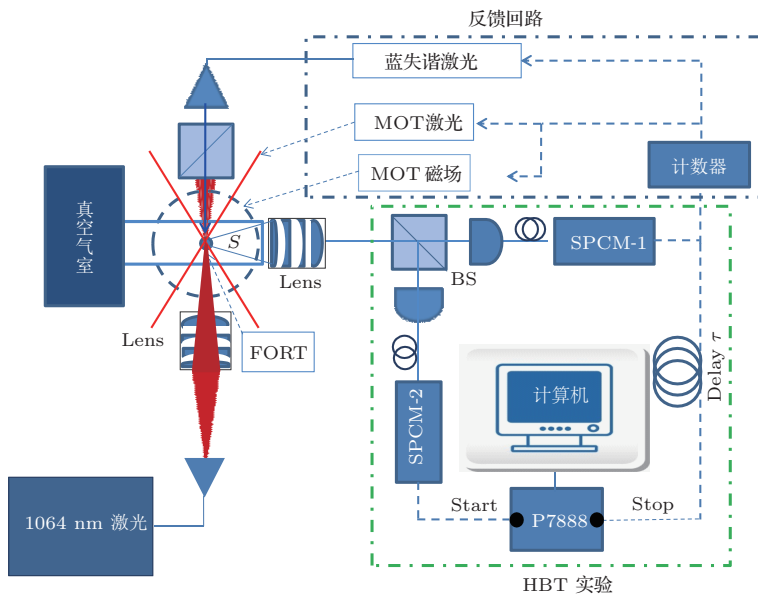 反馈回路
蓝失谐激光
MOT激光
MOT 磁场
计数器
真空气室
S
Lens
BS
SPCM-1
Lens
FORT
Delay τ
计算机
SPCM-2
1064 nm 激光
Start
P7888
Stop
HBT 实验